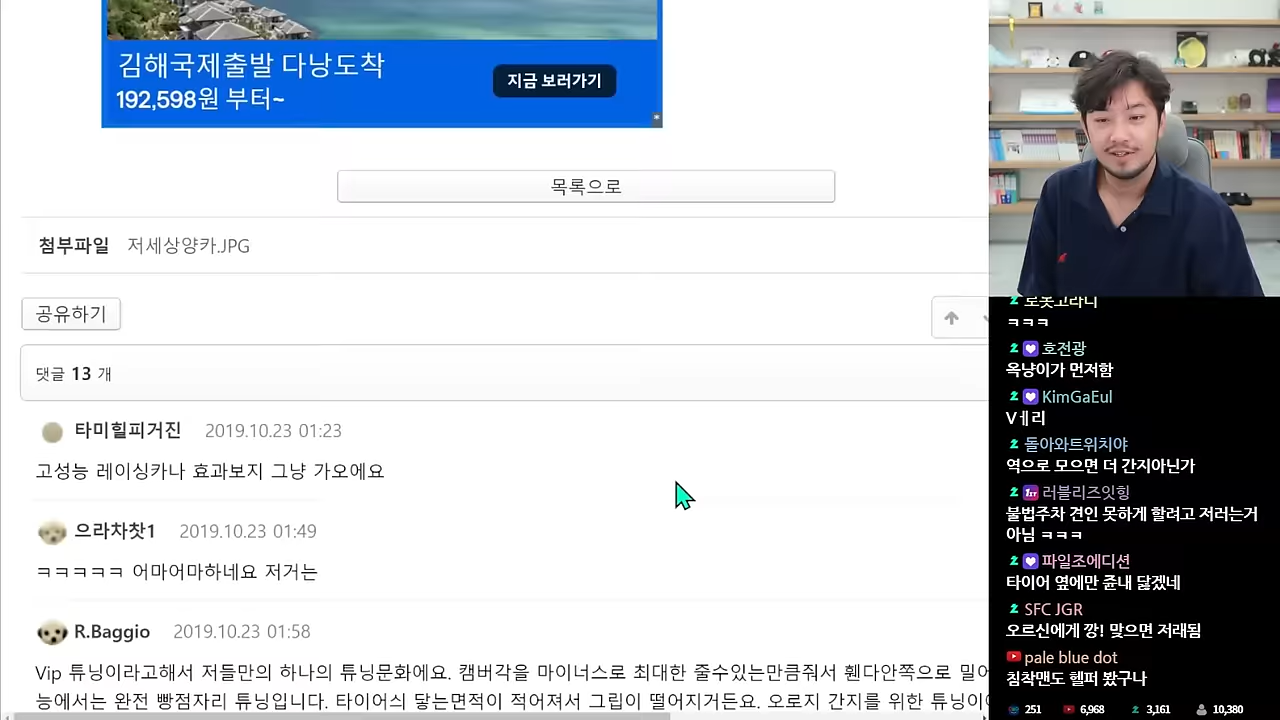 김해국제출발 다낭도착
192,598원 부터~
지금 보러가기
목록으로
첨부파일 저세상양카.JPG
공유하기
댓글 13 개
타미힐피거진 2019.10.23 01:23
고성능 레이싱카나 효과보지 그냥 가오에요
으라차찻1 2019.10.23 01:49
ㅋㅋㅋㅋㅋ 어마어마하네요 저거는
R.Baggio 2019.10.23 01:58
Vip 튜닝이라고해서 저들만의 하나의 튜닝문화에요. 캠버각을 마이너스로 최대한 줄수있는만큼줘서 휀다안쪽으로 밀어
능에서는 완전 빵점자리 튜닝입니다. 타이어의 닿는면적이 적어져서 그립이 떨어지거든요. 오로지 간지를 위한 튜닝이
로봇고라니
ㅋㅋㅋ
호전광
옥냥이가 먼저함
KimGaEul
Vㅔ리
돌아와트위치야
역으로 모으면 더 간지아닌가
러블리즈잇힝
불법주차 견인 못하게 할려고 저러는거
아님 ㅋㅋㅋ
파일조에디션
타이어 옆에만 쥰내 닳겠네
SFC JGR
오르신에게 깡! 맞으면 저래됨
pale blue dot
침착맨도 헬퍼 봤구나
251 6,968 3,161 10,380